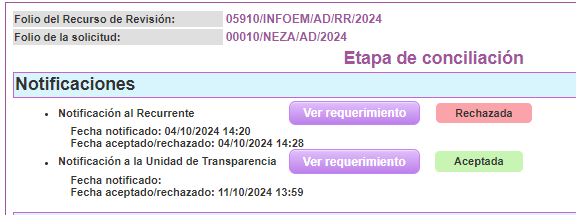 Folio del Recurso de Revisión: 05910/INFOEM/AD/RR/2024
Folio de la solicitud: 00010/NEZA/AD/2024
Etapa de conciliación
Notificaciones
Notificación al Recurrente Ver requerimiento Rechazada
Fecha notificado: 04/10/2024 14:20
Fecha aceptado/rechazado: 04/10/2024 14:28
Notificación a la Unidad de Transparencia Ver requerimiento Aceptada
Fecha notificado:
Fecha aceptado/rechazado: 11/10/2024 13:59